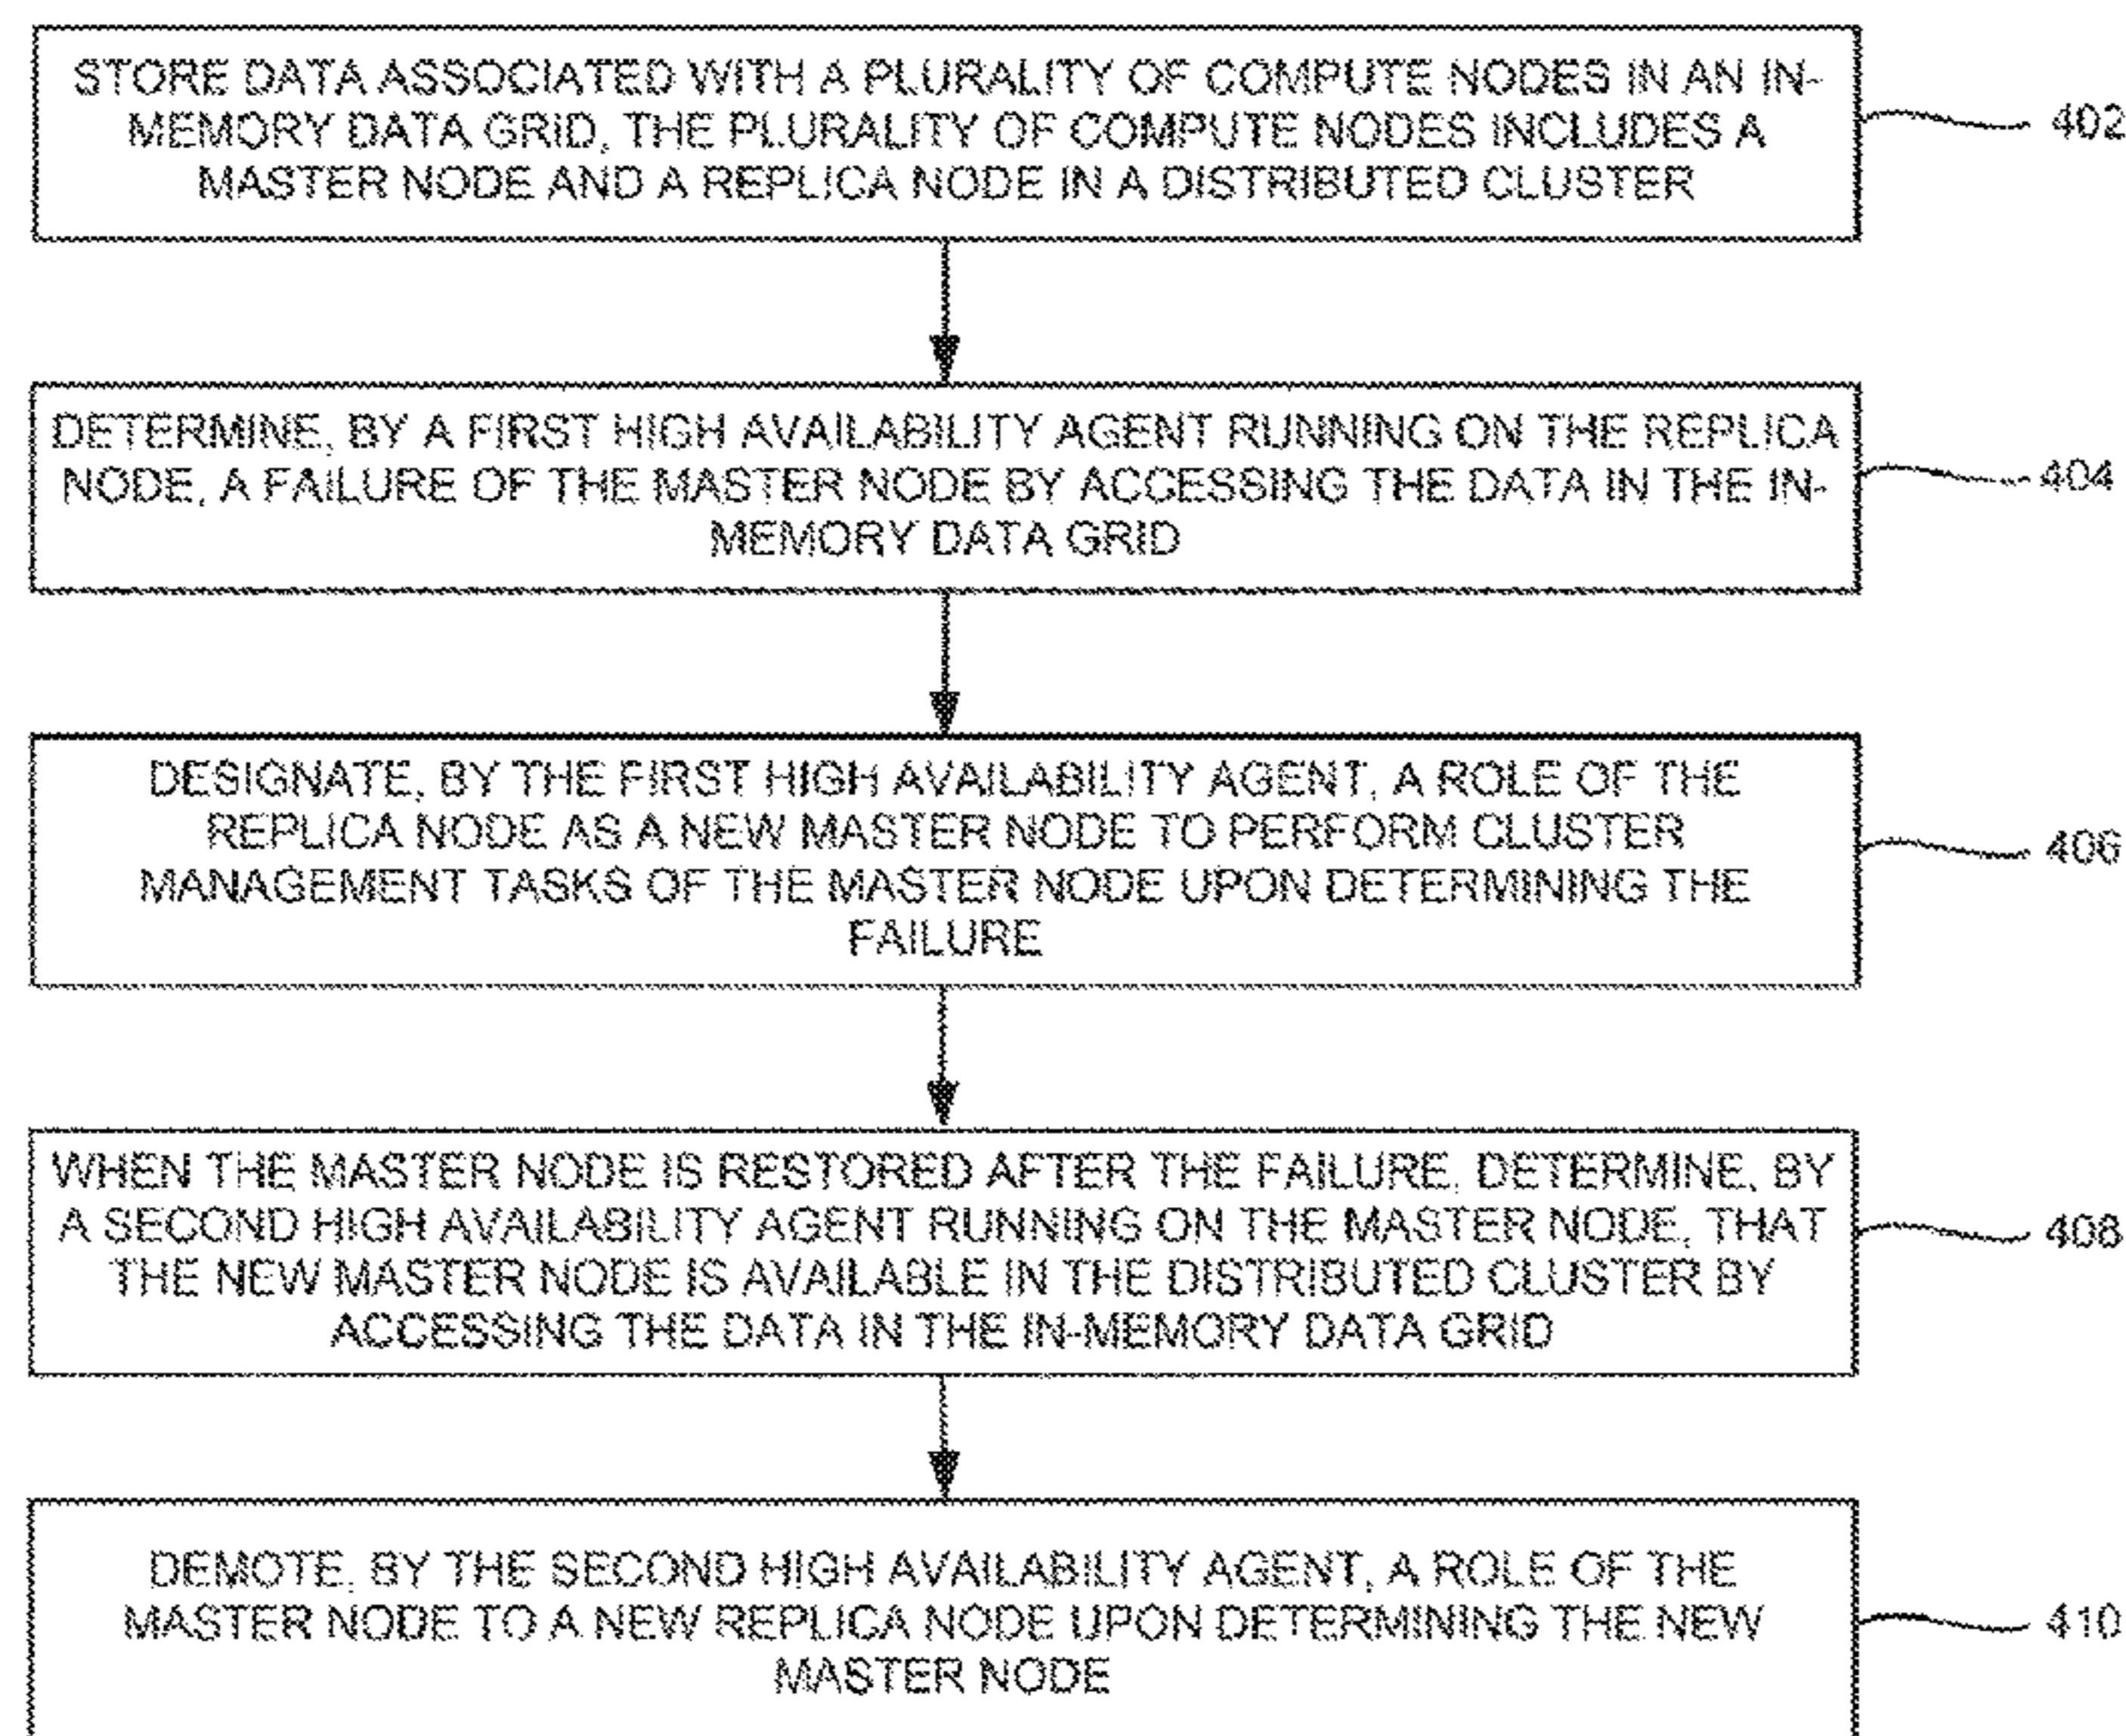 STORE DATA ASSOCIATED WITH A PLURALITY OF COMPUTE NODES IN AN IN-
MEMORY DATA GRID, THE PLURALITY OF COMPUTE NODES INCLUDES A
MASTER NODE AND A REPLICA NODE IN A DISTRIBUTED CLUSTER
402
DETERMINE, BY A FIRST HIGH AVAILABILITY AGENT RUNNING ON THE REPLICA
NODE, A FAILURE OF THE MASTER NODE BY ACCESSING THE DATA IN THE IN-
MEMORY DATA GRID
404
DESIGNATE, BY THE FIRST HIGH AVAILABILITY AGENT, A ROLE OF THE
REPLICA NODE AS A NEW MASTER NODE TO PERFORM CLUSTER
MANAGEMENT TASKS OF THE MASTER NODE UPON DETERMINING THE
FAILURE
406
WHEN THE MASTER NODE IS RESTORED AFTER THE FAILURE, DETERMINE, BY
A SECOND HIGH AVAILABILITY AGENT RUNNING ON THE MASTER NODE, THAT
THE NEW MASTER NODE IS AVAILABLE IN THE DISTRIBUTED CLUSTER BY
ACCESSING THE DATA IN THE IN-MEMORY DATA GRID
408
DEMOTE, BY THE SECOND HIGH AVAILABILITY AGENT, A ROLE OF THE
MASTER NODE TO A NEW REPLICA NODE UPON DETERMINING THE NEW
MASTER NODE
410